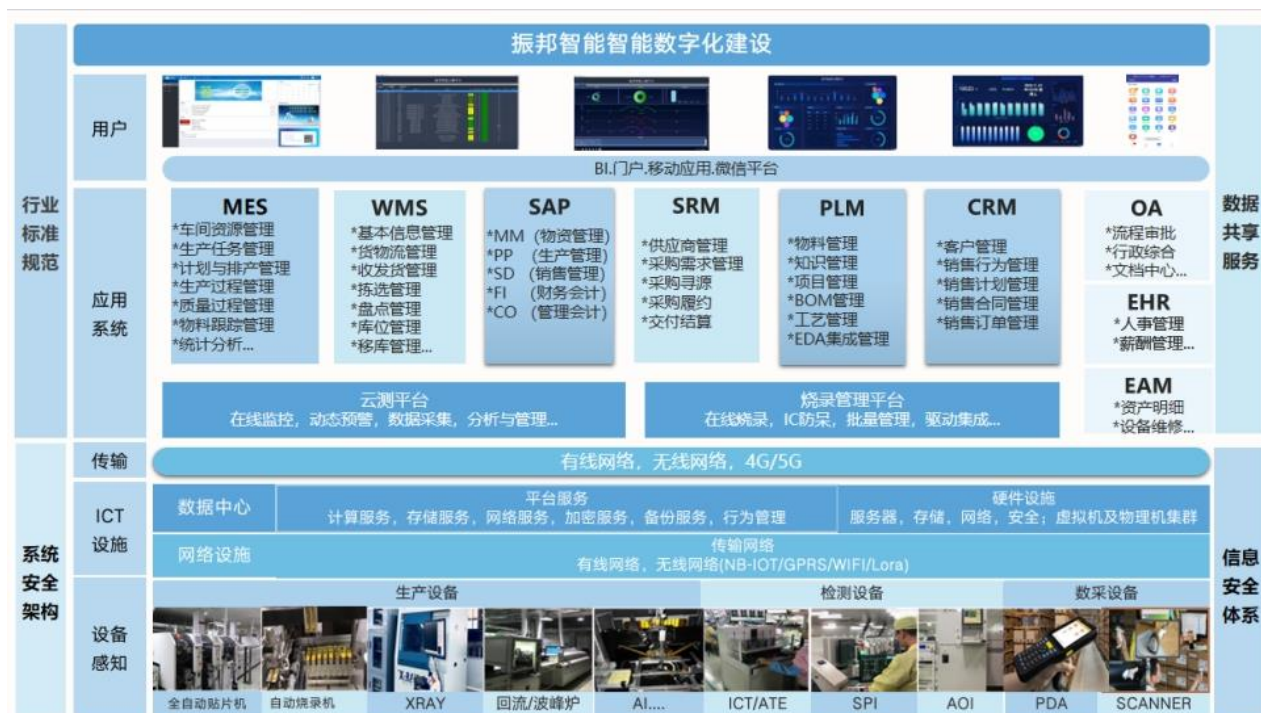 振邦智能智能数字化建设
行业
标准
规范
用户
BI.门户.移动应用.微信平台
应用
系统
MES
*车间资源管理
*生产任务管理
*计划与排产管理
*生产过程管理
*质量过程管理
*物料跟踪管理
*统计分析...
WMS
*基本信息管理
*货物流管理
*收发货管理
*拣选管理
*盘点管理
*库位管理
*移库管理...
SAP
*MM（物资管理)
*PP （生产管理)
*SD（销售管理)
*FI （财务会计)
*CO （管理会计)
SRM
*供应商管理
*采购需求管理
*采购寻源
*采购履约
*交付结算
PLM
*物料管理
*知识管理
*项目管理
*BOM管理
*工艺管理
*EDA集成管理
CRM
*客户管理
*销售行为管理
*销售计划管理
*销售合同管理
*销售订单管理
OA
*流程审批
*行政综合
*文档中心...
EHR
*人事管理
*薪酬管理...
EAM
*资产明细
*设备维修...
云测平台
在线监控，动态预警，数据采集，分析与管理...
烧录管理平台
在线烧录，IC防呆，批量管理，驱动集成...
数据
共享
服务
系统
安全
架构
传输
有线网络，无线网络，4G/5G
ICT
设施
数据中心
平台服务
计算服务，存储服务，网络服务，加密服务，备份服务，行为管理
硬件设施
服务器，存储，网络，安全；虚拟机及物理机集群
网络设施
传输网络
有线网络，无线网络(NB-IOT/GPRS/WIFI/Lora)
设备
感知
生产设备
检测设备
数采设备
全自动贴片机
自动烧录机
XRAY
回流/波峰炉
AI....
ICT/ATE
SPI
AOI
PDA
SCANNER
信息
安全
体系